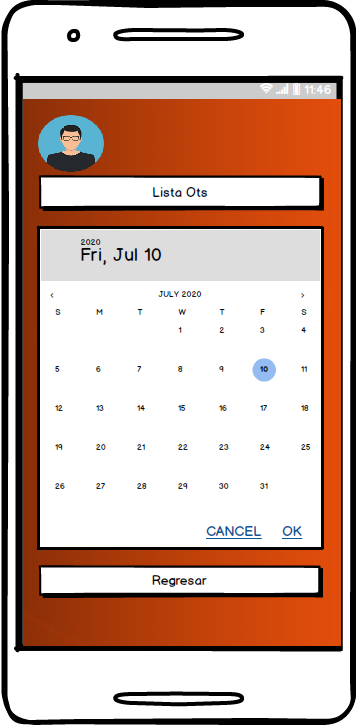 11:46
Lista Ots
2020
Fri, Jul 10
‹ JULY 2020 ›
S M T W T F S
1 2 3 4
5 6 7 8 9 10 11
12 13 14 15 16 17 18
19 20 21 22 23 24 25
26 27 28 29 30 31
CANCEL OK
Regresar